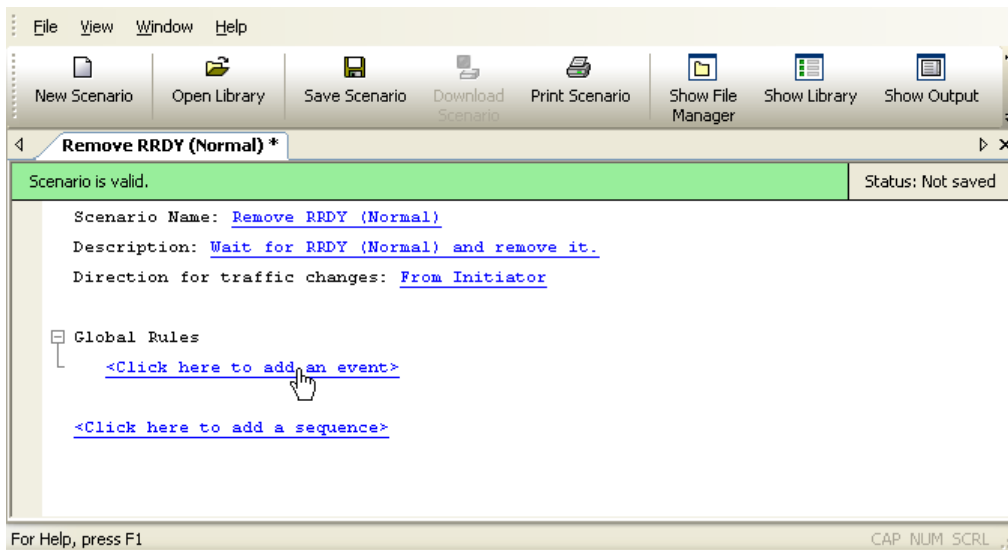 File View Window Help
New Scenario Open Library Save Scenario Download Scenario Print Scenario Show File Manager Show Library Show Output
Remove RRDY (Normal) *
Scenario is valid. Status: Not saved
Scenario Name: Remove RRDY (Normal)
Description: Wait for RRDY (Normal) and remove it.
Direction for traffic changes: From Initiator
Global Rules
<Click here to add an event>
<Click here to add a sequence>
For Help, press F1 CAP NUM SCRL